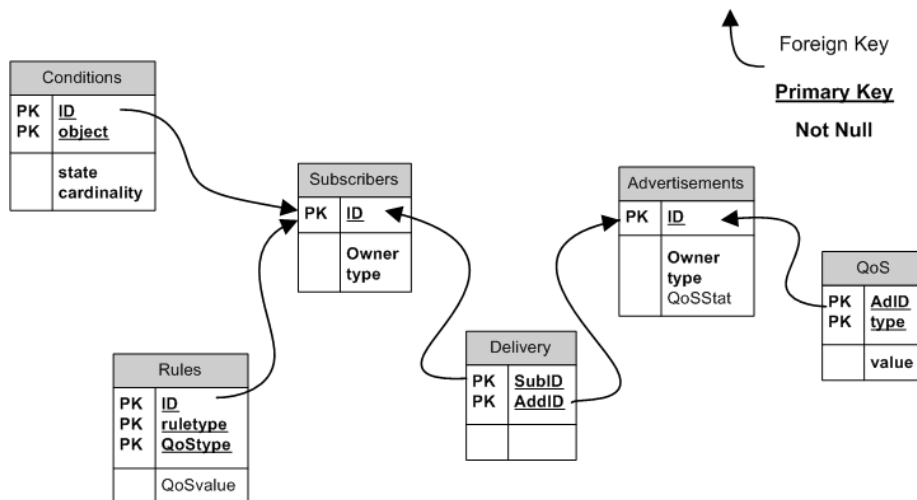 Foreign Key
Primary Key
Not Null
Conditions
PK ID
PK object
state
cardinality
Subscribers
PK ID
Owner
type
Advertisements
PK ID
Owner
type
QoSStat
QoS
PK AdID
PK type
value
Delivery
PK SubID
PK AddID
Rules
PK ID
PK ruletype
PK QoStype
QoSvalue